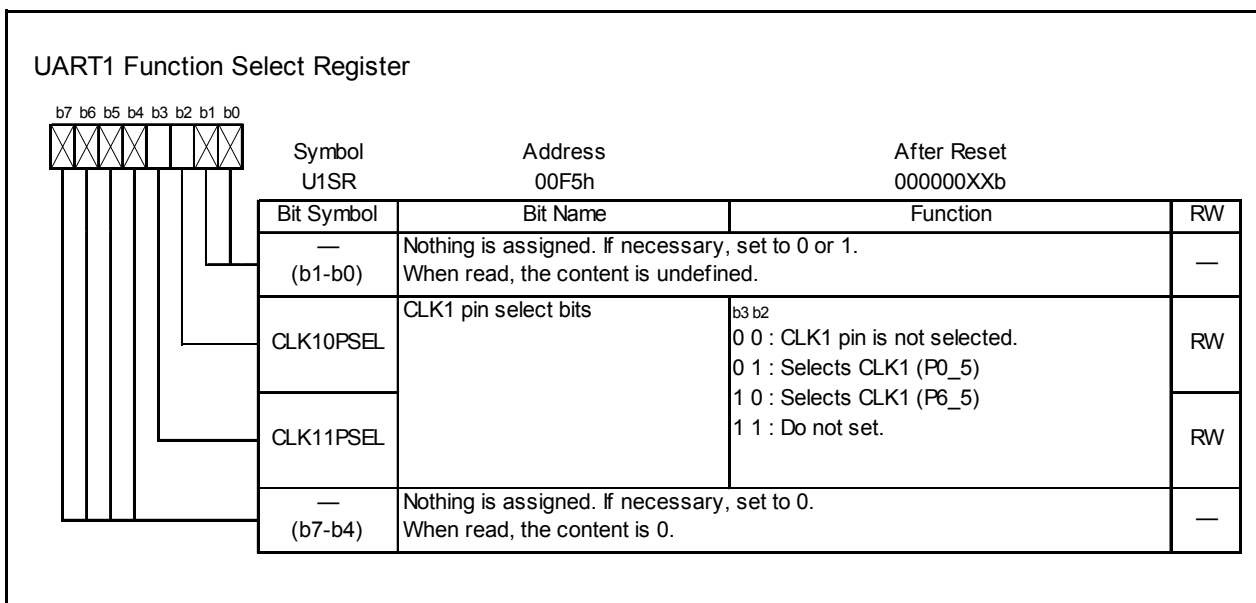 UART1 Function Select Register
b7 b6 b5 b4 b3 b2 b1 b0
Symbol Address After Reset
U1SR 00F5h 000000XXb
Bit Symbol Bit Name Function RW
— Nothing is assigned. If necessary, set to 0 or 1. —
(b1-b0) When read, the content is undefined.
CLK10PSEL CLK1 pin select bits b3 b2 RW
0 0 : CLK1 pin is not selected.
0 1 : Selects CLK1 (P0_5)
1 0 : Selects CLK1 (P6_5)
CLK11PSEL 1 1 : Do not set. RW
— Nothing is assigned. If necessary, set to 0. —
(b7-b4) When read, the content is 0.